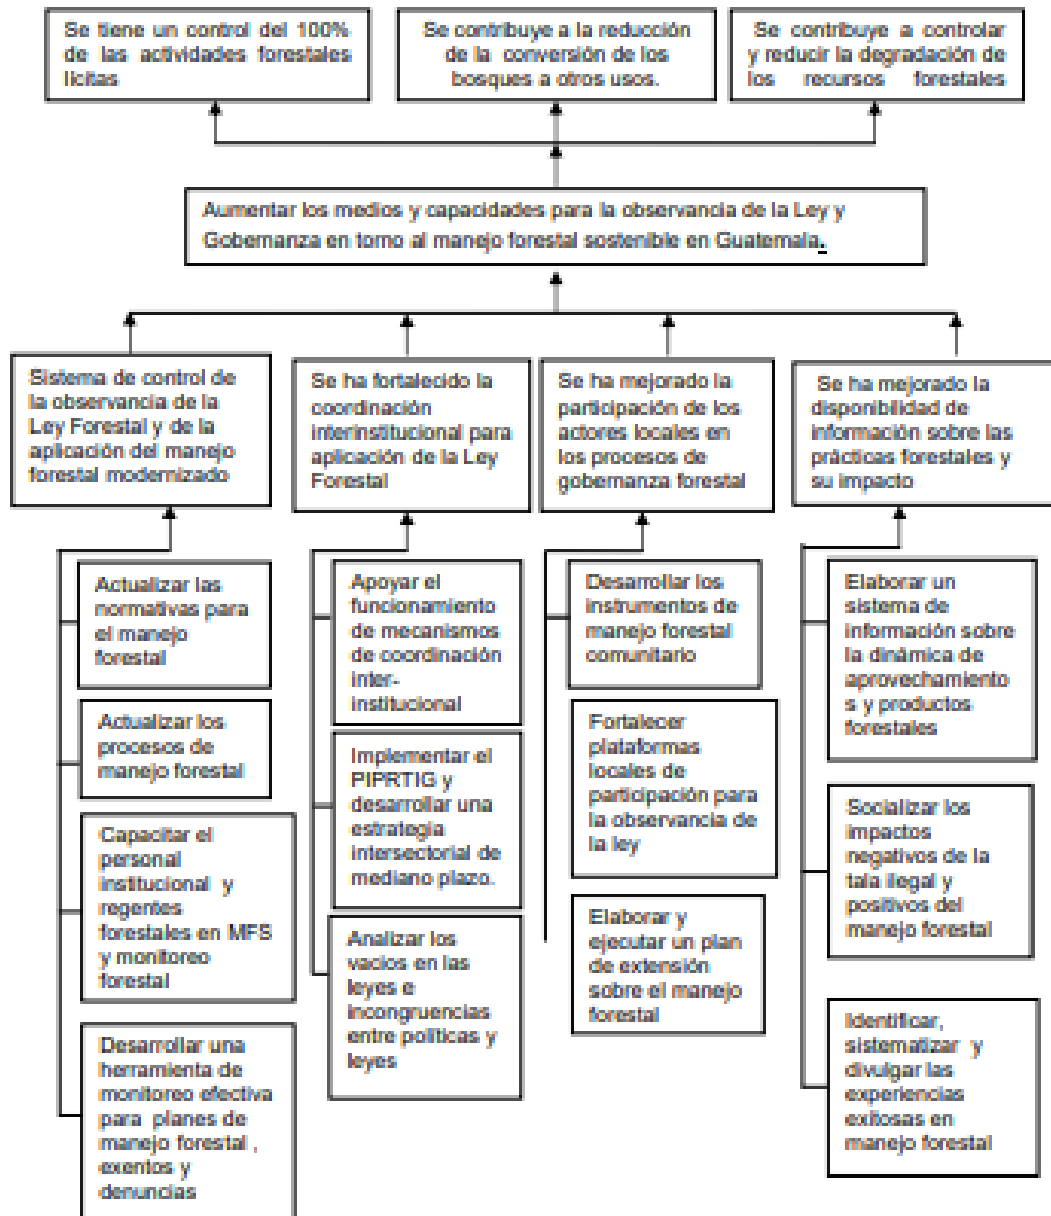 Se tiene un control del 100%
de las actividades forestales
lícitas
Se contribuye a la reducción
de la conversión de los
bosques a otros usos.
Se contribuye a controlar
y reducir la degradación de
los recursos forestales
Aumentar los medios y capacidades para la observancia de la Ley y
Gobernanza en torno al manejo forestal sostenible en Guatemala.
Sistema de control de
la observancia de la
Ley Forestal y de la
aplicación del manejo
forestal modernizado
Se ha fortalecido la
coordinación
interinstitucional para
aplicación de la Ley
Forestal
Se ha mejorado la
participación de los
actores locales en
los procesos de
gobernanza forestal
Se ha mejorado la
disponibilidad de
información sobre las
prácticas forestales y
su impacto
Actualizar las
normativas para
el manejo
forestal
Actualizar los
procesos de
manejo forestal
Capacitar el
personal
institucional y
regentes
forestales en MFS
y monitoreo
forestal
Desarrollar una
herramienta de
monitoreo efectiva
para planes de
manejo forestal ,
exentos y
denuncias
Apoyar el
funcionamiento
de mecanismos
de coordinación
inter-
institucional
Implementar el
PIPRTIG y
desarrollar una
estrategia
intersectorial de
mediano plazo.
Analizar los
vacios en las
leyes e
incongruencias
entre políticas y
leyes
Desarrollar los
instrumentos de
manejo forestal
comunitario
Fortalecer
plataformas
locales de
participación para
la observancia de
la ley
Elaborar y
ejecutar un plan
de extensión
sobre el manejo
forestal
Elaborar un
sistema de
información sobre
la dinámica de
aprovechamiento
s y productos
forestales
Socializar los
impactos
negativos de la
tala ilegal y
positivos del
manejo forestal
Identificar,
sistematizar y
divulgar las
experiencias
exitosas en
manejo forestal